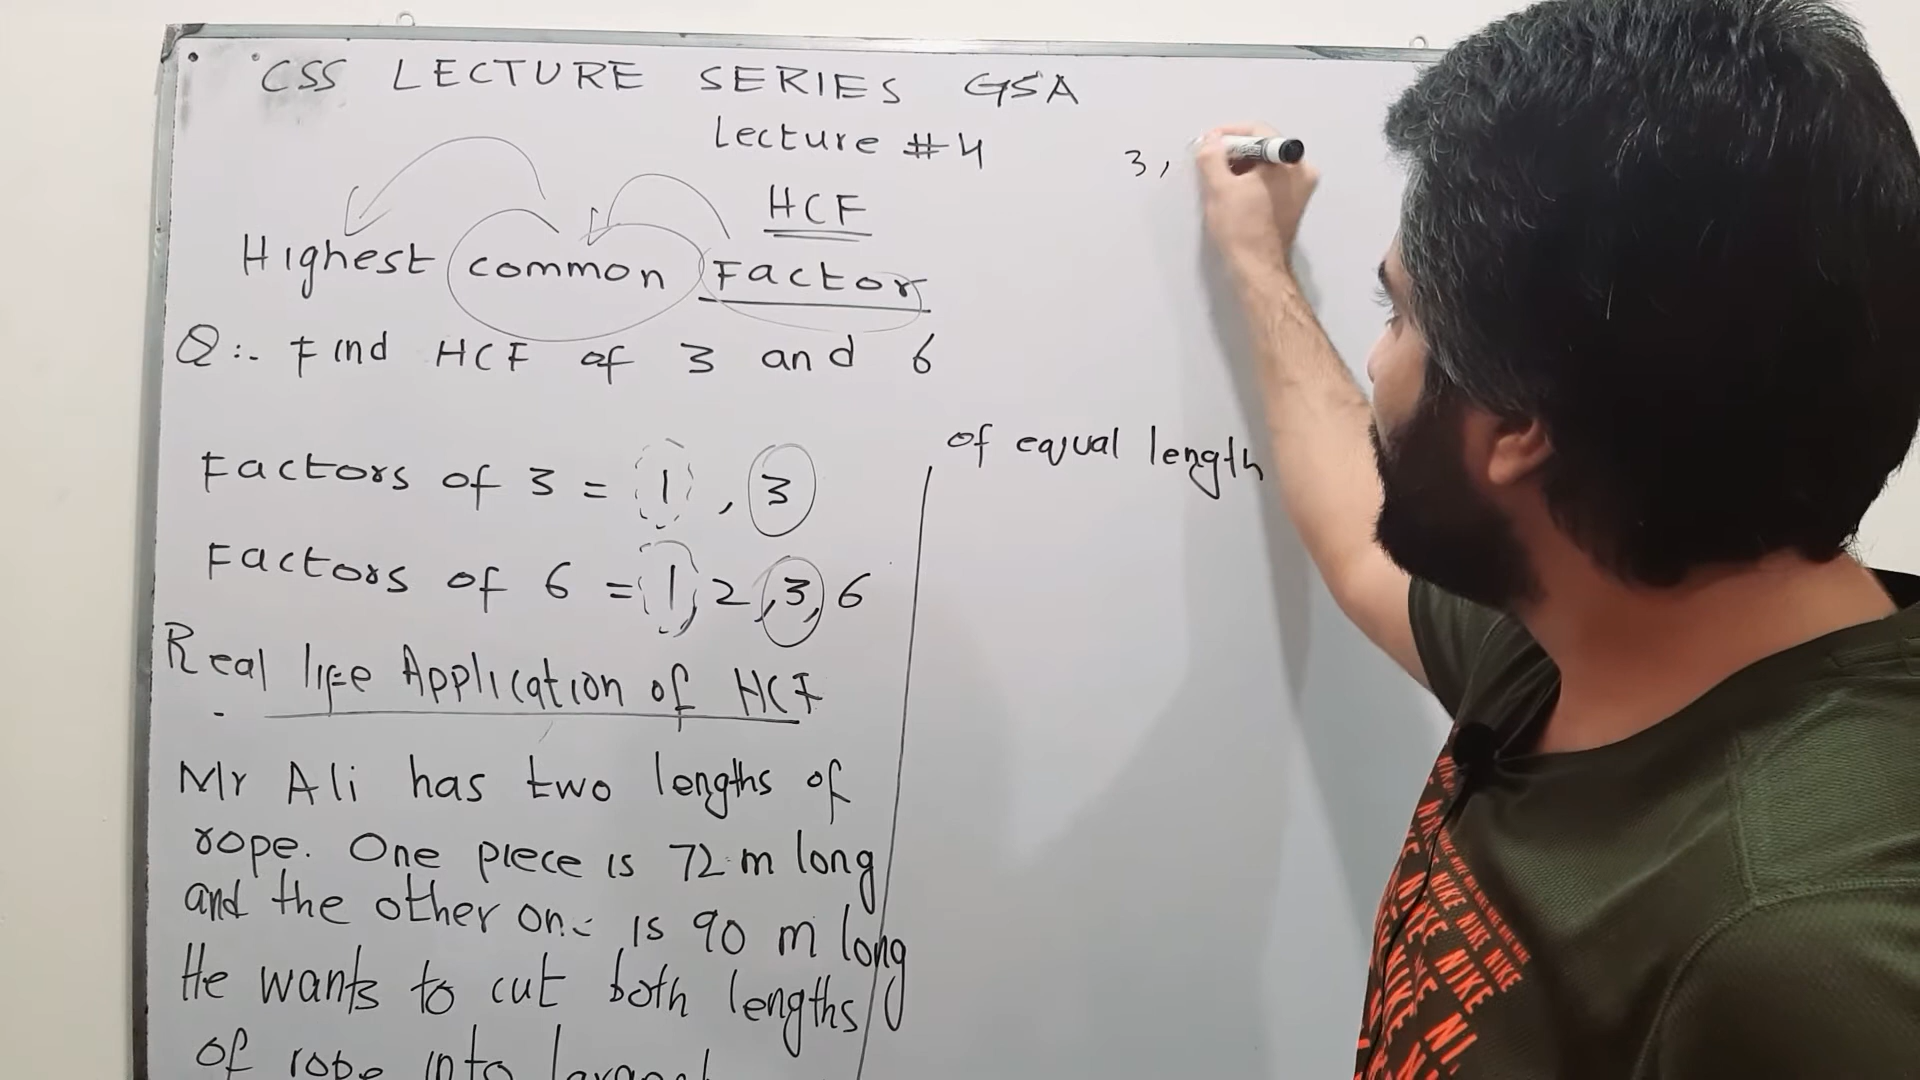 CSS LECTURE SERIES GSA
Lecture #4
HCF
Highest common Factor
Q:- Find HCF of 3 and 6
Factors of 3 = 1, 3
Factors of 6 = 1, 2, 3, 6
Real life Application of HCF
Mr Ali has two lengths of
rope. One piece is 72 m long
and the other one is 90 m long
He wants to cut both lengths
of rope into largest
3,
of equal length
NIKE NIKE NIKE